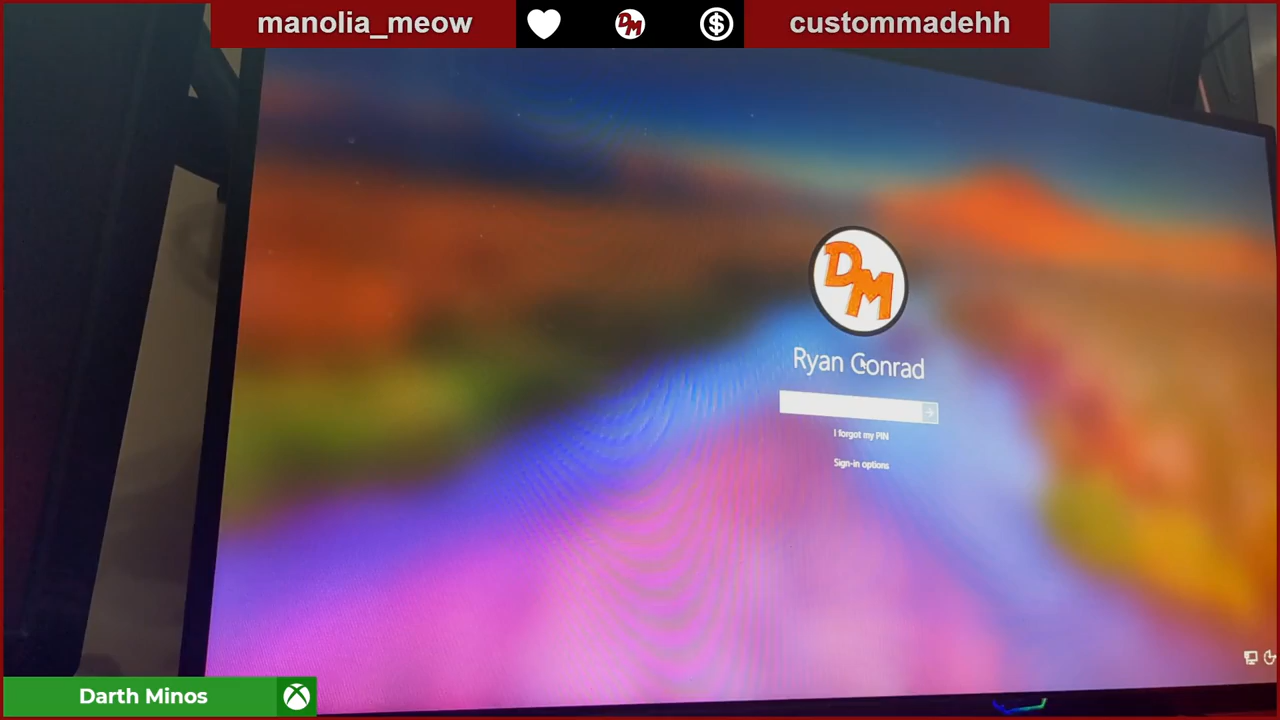 manolia_meow
DM
$
custommadehh
DM
Ryan Conrad
I forgot my PIN
Sign-in options
Darth Minos